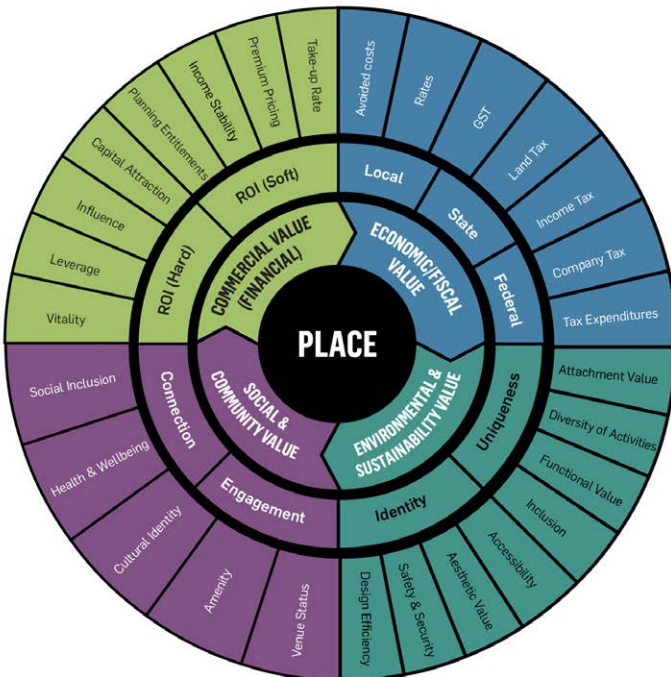 PLACE
COMMERCIAL VALUE
(FINANCIAL)
ECONOMIC/FISCAL
VALUE
ENVIRONMENTAL &
SUSTAINABILITY VALUE
SOCIAL &
COMMUNITY VALUE
ROI (Hard)
ROI (Soft)
Local
State
Federal
Uniqueness
Identity
Engagement
Connection
Vitality
Leverage
Influence
Capital Attraction
Planning Entitlements
Income Stability
Premium Pricing
Take-up Rate
Avoided costs
Rates
GST
Land Tax
Income Tax
Company Tax
Tax Expenditures
Attachment Value
Diversity of Activities
Functional Value
Inclusion
Accessibility
Aesthetic Value
Safety & Security
Design Efficiency
Venue Status
Amenity
Cultural Identity
Health & Wellbeing
Social Inclusion